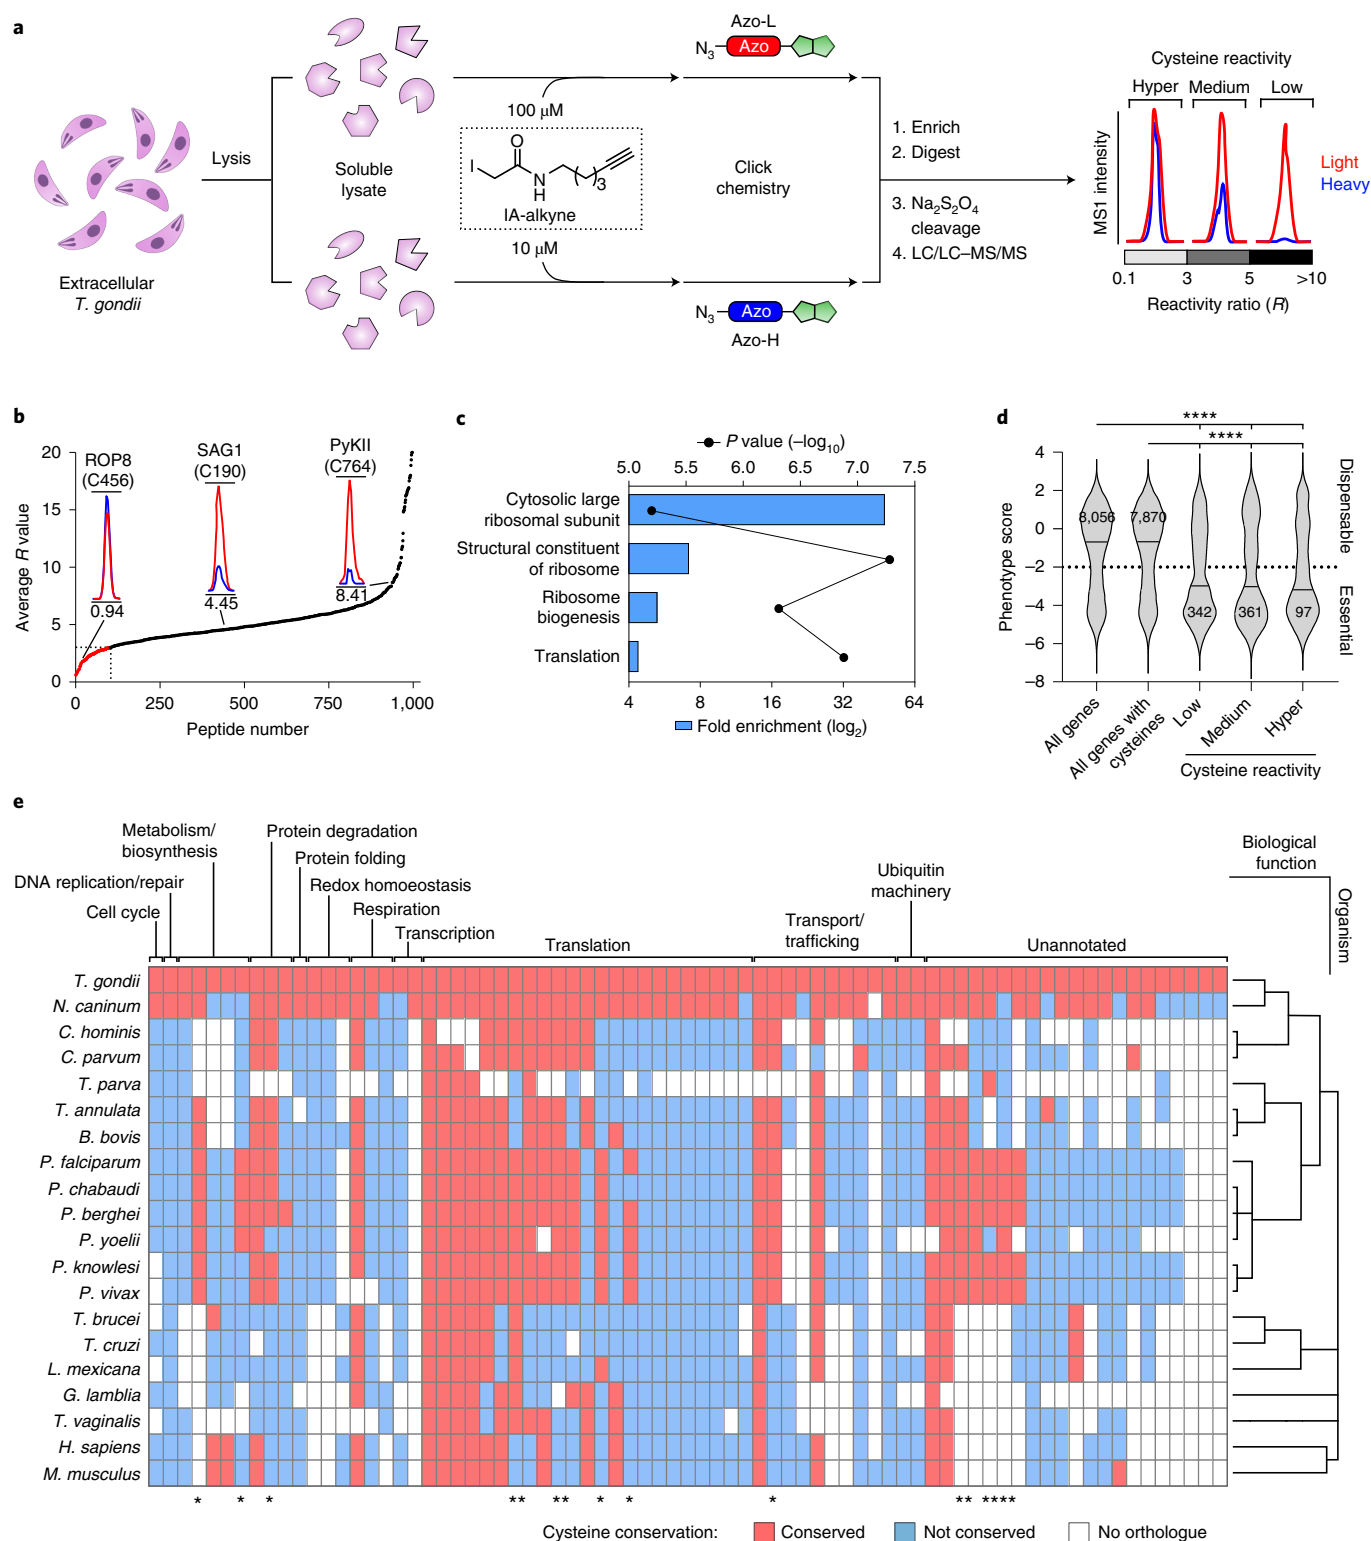 a
Lysis
Extracellular
T. gondii
Soluble
lysate
100 μM
I
O
N
H
3
IA-alkyne
10 μM
Azo-L
N3
Azo
Click
chemistry
N3
Azo
Azo-H
1. Enrich
2. Digest
3. Na2S2O4
cleavage
4. LC/LC–MS/MS
Cysteine reactivity
Hyper
Medium
Low
MS1 intensity
Light
Heavy
0.1
3
5
>10
Reactivity ratio (R)
b
Average R value
20
15
10
5
0
ROP8
(C456)
0.94
SAG1
(C190)
4.45
PyKII
(C764)
8.41
0
250
500
750
1,000
Peptide number
c
P value (–log10)
5.0
5.5
6.0
6.5
7.0
7.5
Cytosolic large
ribosomal subunit
Structural constituent
of ribosome
Ribosome
biogenesis
Translation
4
8
16
32
64
Fold enrichment (log2)
d
****
****
Phenotype score
4
2
0
–2
–4
–6
–8
8,056
7,870
342
361
97
Dispensable
Essential
All genes
All genes with
cysteines
Low
Medium
Hyper
Cysteine reactivity
e
Metabolism/
biosynthesis
Protein degradation
Protein folding
DNA replication/repair
Redox homoeostasis
Cell cycle
Respiration
Transcription
Translation
Transport/
trafficking
Ubiquitin
machinery
Unannotated
Biological
function
Organism
T. gondii
N. caninum
C. hominis
C. parvum
T. parva
T. annulata
B. bovis
P. falciparum
P. chabaudi
P. berghei
P. yoelii
P. knowlesi
P. vivax
T. brucei
T. cruzi
L. mexicana
G. lamblia
T. vaginalis
H. sapiens
M. musculus
* * * ** ** * * * ** ****
Cysteine conservation:
Conserved
Not conserved
No orthologue